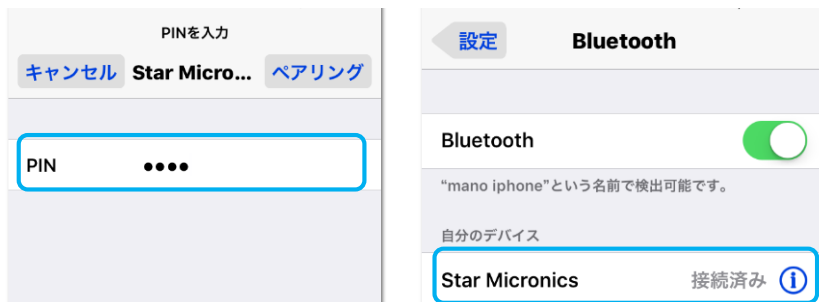 PINを入力
キャンセル Star Micro... ペアリング
PIN ••••
設定 Bluetooth
Bluetooth
“mano iphone”という名前で検出可能です。
自分のデバイス
Star Micronics 接続済み